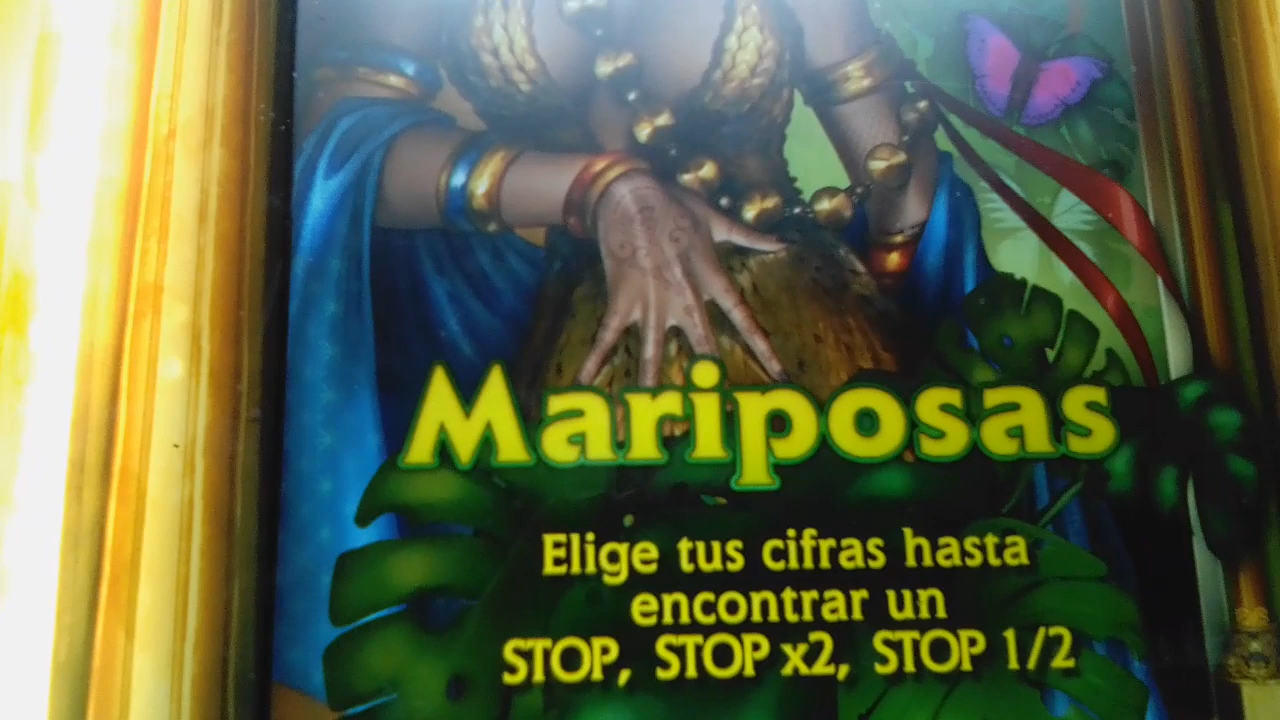 Mariposas
Elige tus cifras hasta
encontrar un
STOP, STOP x2, STOP 1/2